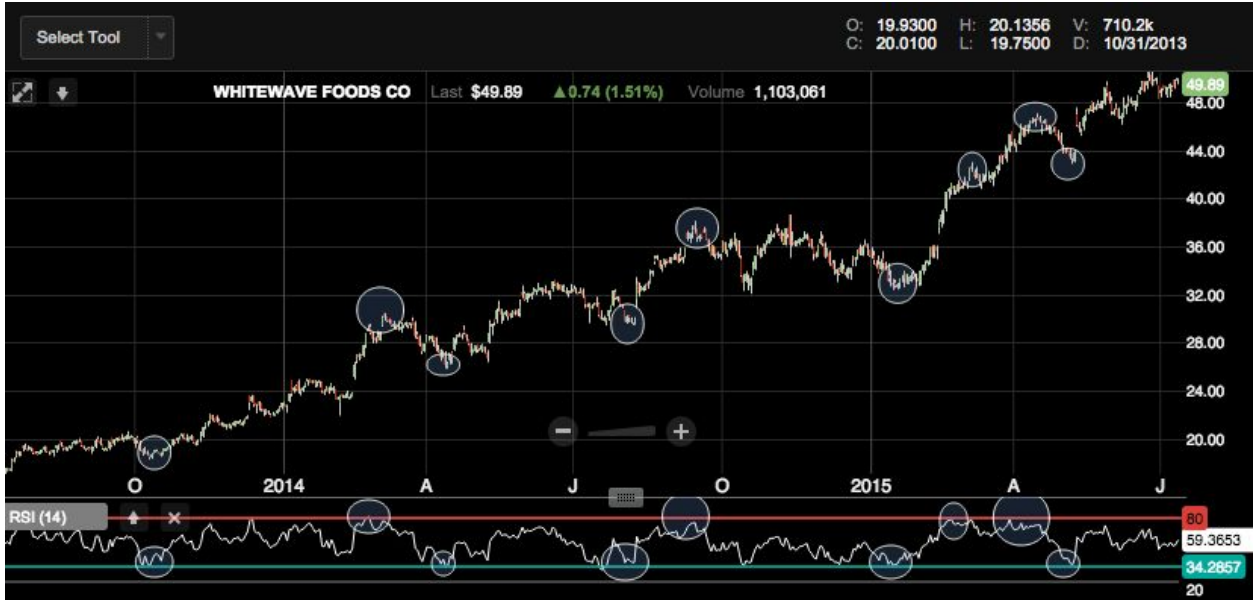 Select Tool
O: 19.9300 H: 20.1356 V: 710.2k
C: 20.0100 L: 19.7500 D: 10/31/2013
WHITEWAVE FOODS CO Last $49.89 ▲0.74 (1.51%) Volume 1,103,061
49.89
48.00
44.00
40.00
36.00
32.00
28.00
24.00
20.00
O 2014 A J O 2015 A J
RSI (14)
80
59.3653
34.2857
20